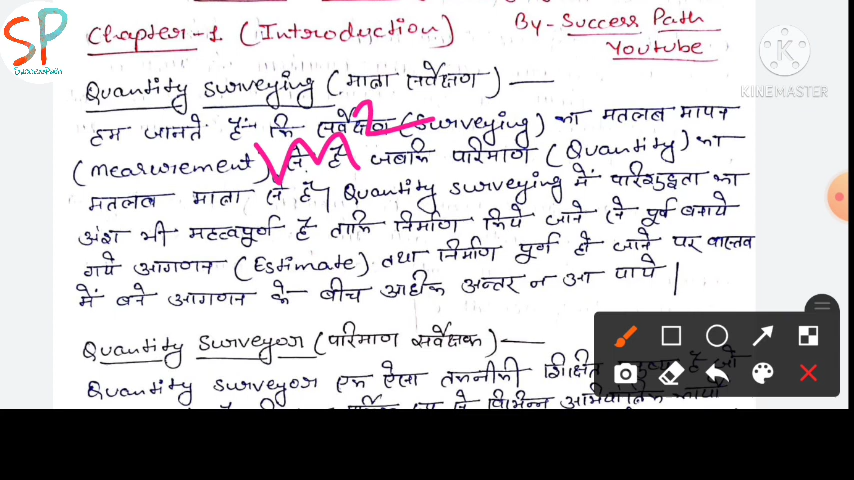 SP
SuccessPath
Chapter-1 (Introduction)
By- Success Path
Youtube
KINEMASTER
Quantity surveying (मात्रा सर्वेक्षण) —
हम जानते हैं कि सर्वेक्षण (Surveying) का मतलब मापन
(measurement) से है जबकि परिमाण (Quantity) का
मतलब मात्रा से है। Quantity surveying में परिशुद्धता का
अंश भी महत्वपूर्ण है ताकि निर्माण किये जाने से पूर्व बनाये
गये आगणन (Estimate) तथा निर्माण पूर्ण हो जाने पर वास्तव
में बने आगणन के बीच अधिक अन्तर न आ पाये |
Quantity Surveyor (परिमाण सर्वेक्षक) —
Quantity surveyor एक ऐसा तकनीकी शिक्षित है जो
से विभिन्न